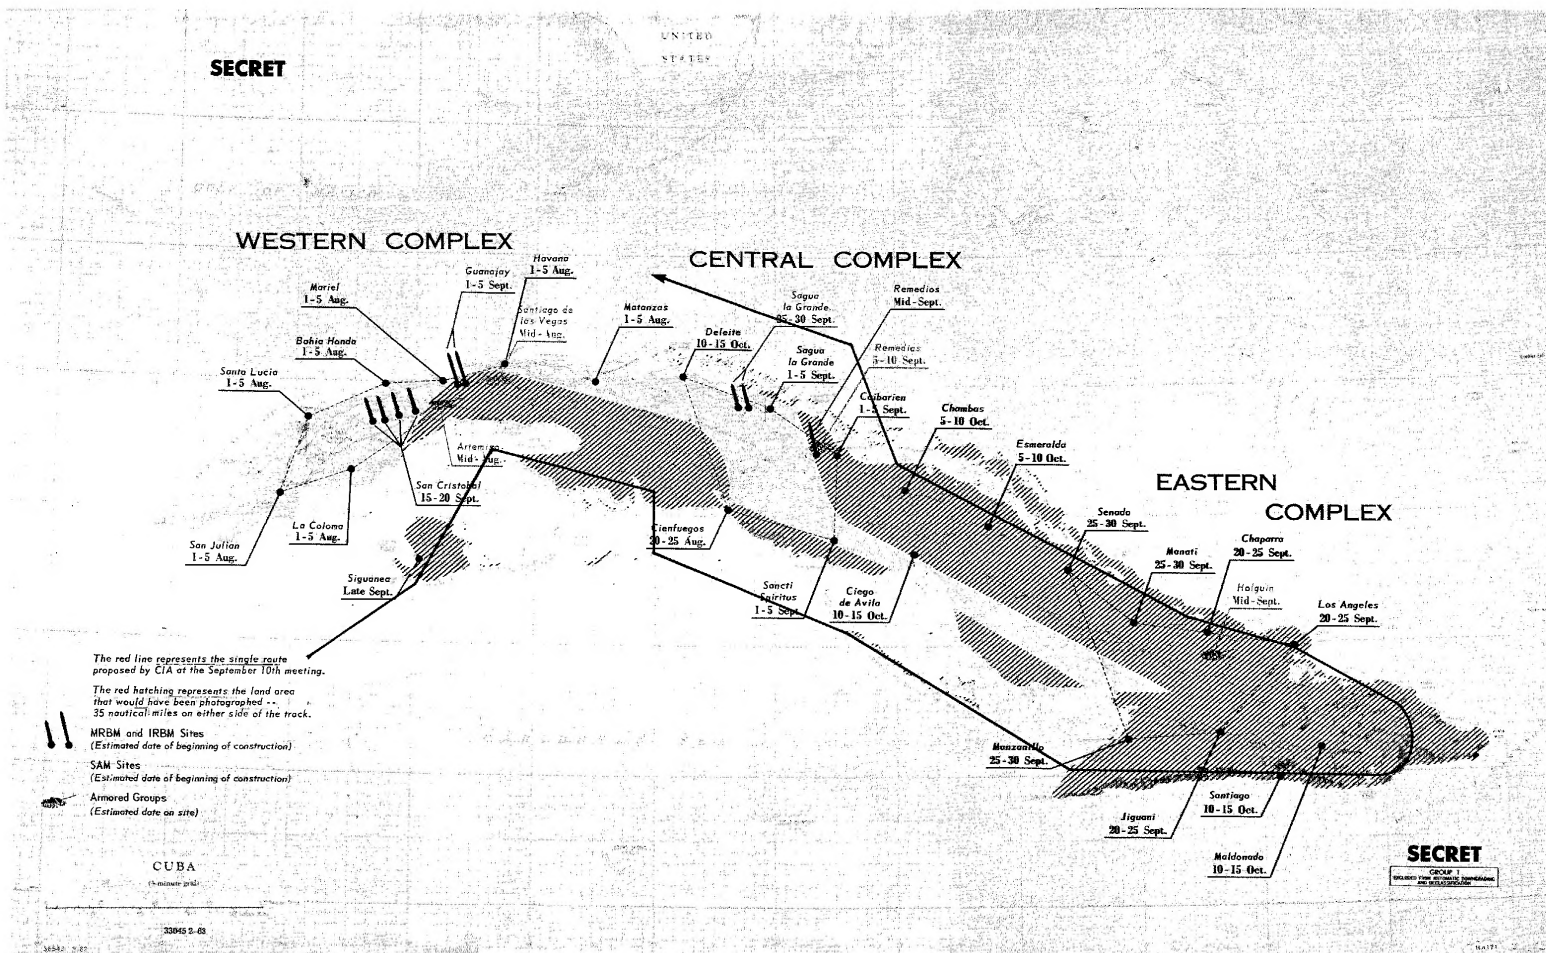 UNITED
STATES
SECRET
WESTERN COMPLEX
CENTRAL COMPLEX
EASTERN
COMPLEX
Havana
1-5 Aug.
Guanajay
1-5 Sept.
Mariel
1-5 Aug.
Santiago de
las Vegas
Mid-Aug.
Matanzas
1-5 Aug.
Bahia Honda
1-5 Aug.
Santa Lucia
1-5 Aug.
Deleite
10-15 Oct.
Sagua
la Grande
25-30 Sept.
Remedios
Mid-Sept.
Sagua
la Grande
1-5 Sept.
Remedios
5-10 Sept.
Caibarien
1-5 Sept.
Chambas
5-10 Oct.
Esmeralda
5-10 Oct.
Artemisa
Mid-Aug.
San Cristobal
15-20 Sept.
La Coloma
1-5 Aug.
San Julian
1-5 Aug.
Siguanea
Late Sept.
Cienfuegos
20-25 Aug.
Sancti
Spiritus
1-5 Sept.
Ciego
de Avila
10-15 Oct.
Senado
25-30 Sept.
Manati
25-30 Sept.
Chaparra
20-25 Sept.
Holguin
Mid-Sept.
Los Angeles
20-25 Sept.
Manzanillo
25-30 Sept.
Jiguani
20-25 Sept.
Santiago
10-15 Oct.
Maldonado
10-15 Oct.
The red line represents the single route
proposed by CIA at the September 10th meeting.
The red hatching represents the land area
that would have been photographed --
35 nautical miles on either side of the track.
MRBM and IRBM Sites
(Estimated date of beginning of construction)
SAM Sites
(Estimated date of beginning of construction)
Armored Groups
(Estimated date on site)
CUBA
33045 2-63
SECRET
GROUP 1
EXCLUDED FROM AUTOMATIC DOWNGRADING
AND DECLASSIFICATION